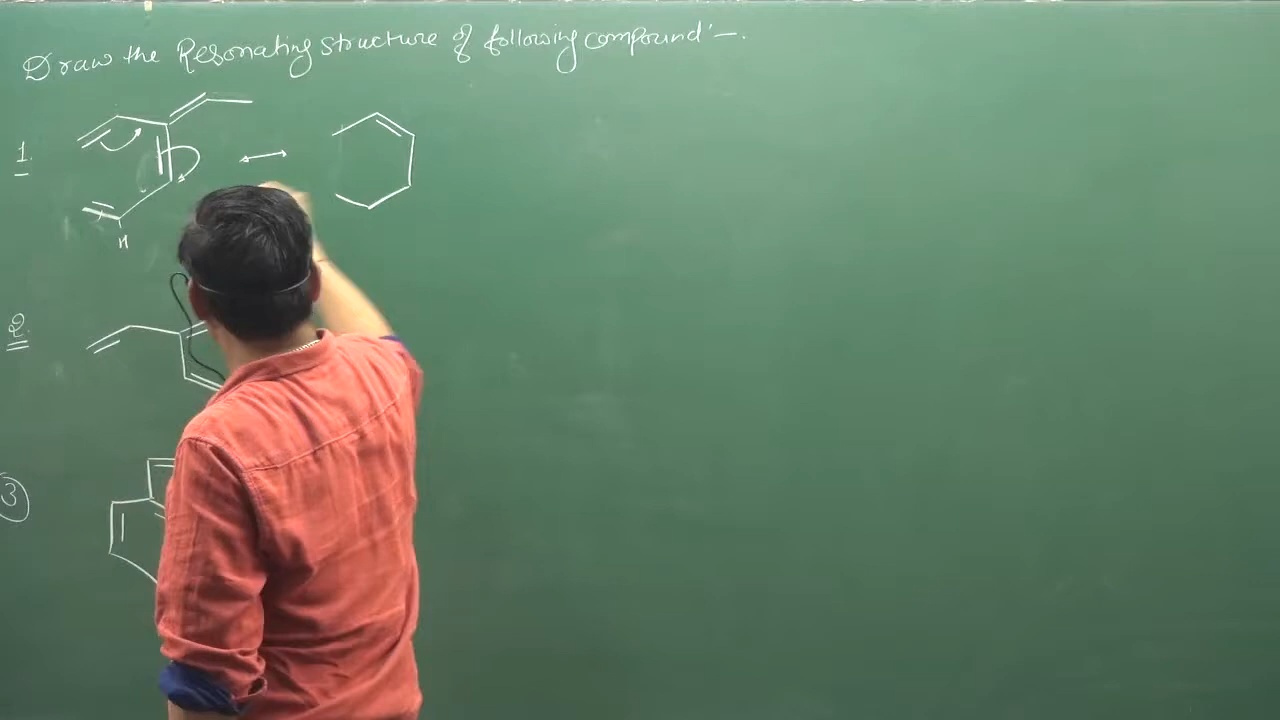 Draw the Resonating structure of following compound:-.
1.
H
2.
3